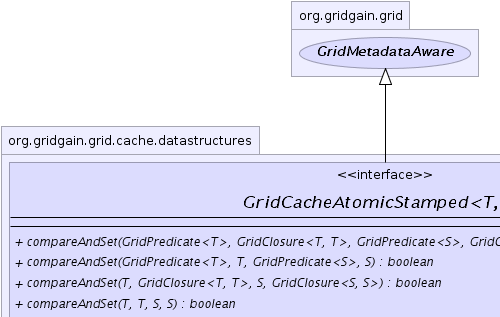 org.gridgain.grid
GridMetadataAware
org.gridgain.grid.cache.datastructures
<<interface>>
GridCacheAtomicStamped<T,
+ compareAndSet(GridPredicate<T>, GridClosure<T, T>, GridPredicate<S>,
+ compareAndSet(GridPredicate<T>, T, GridPredicate<S>, S) : boolean
+ compareAndSet(T, GridClosure<T, T>, S, GridClosure<S, S>) : boolean
+ compareAndSet(T, T, S, S) : boolean